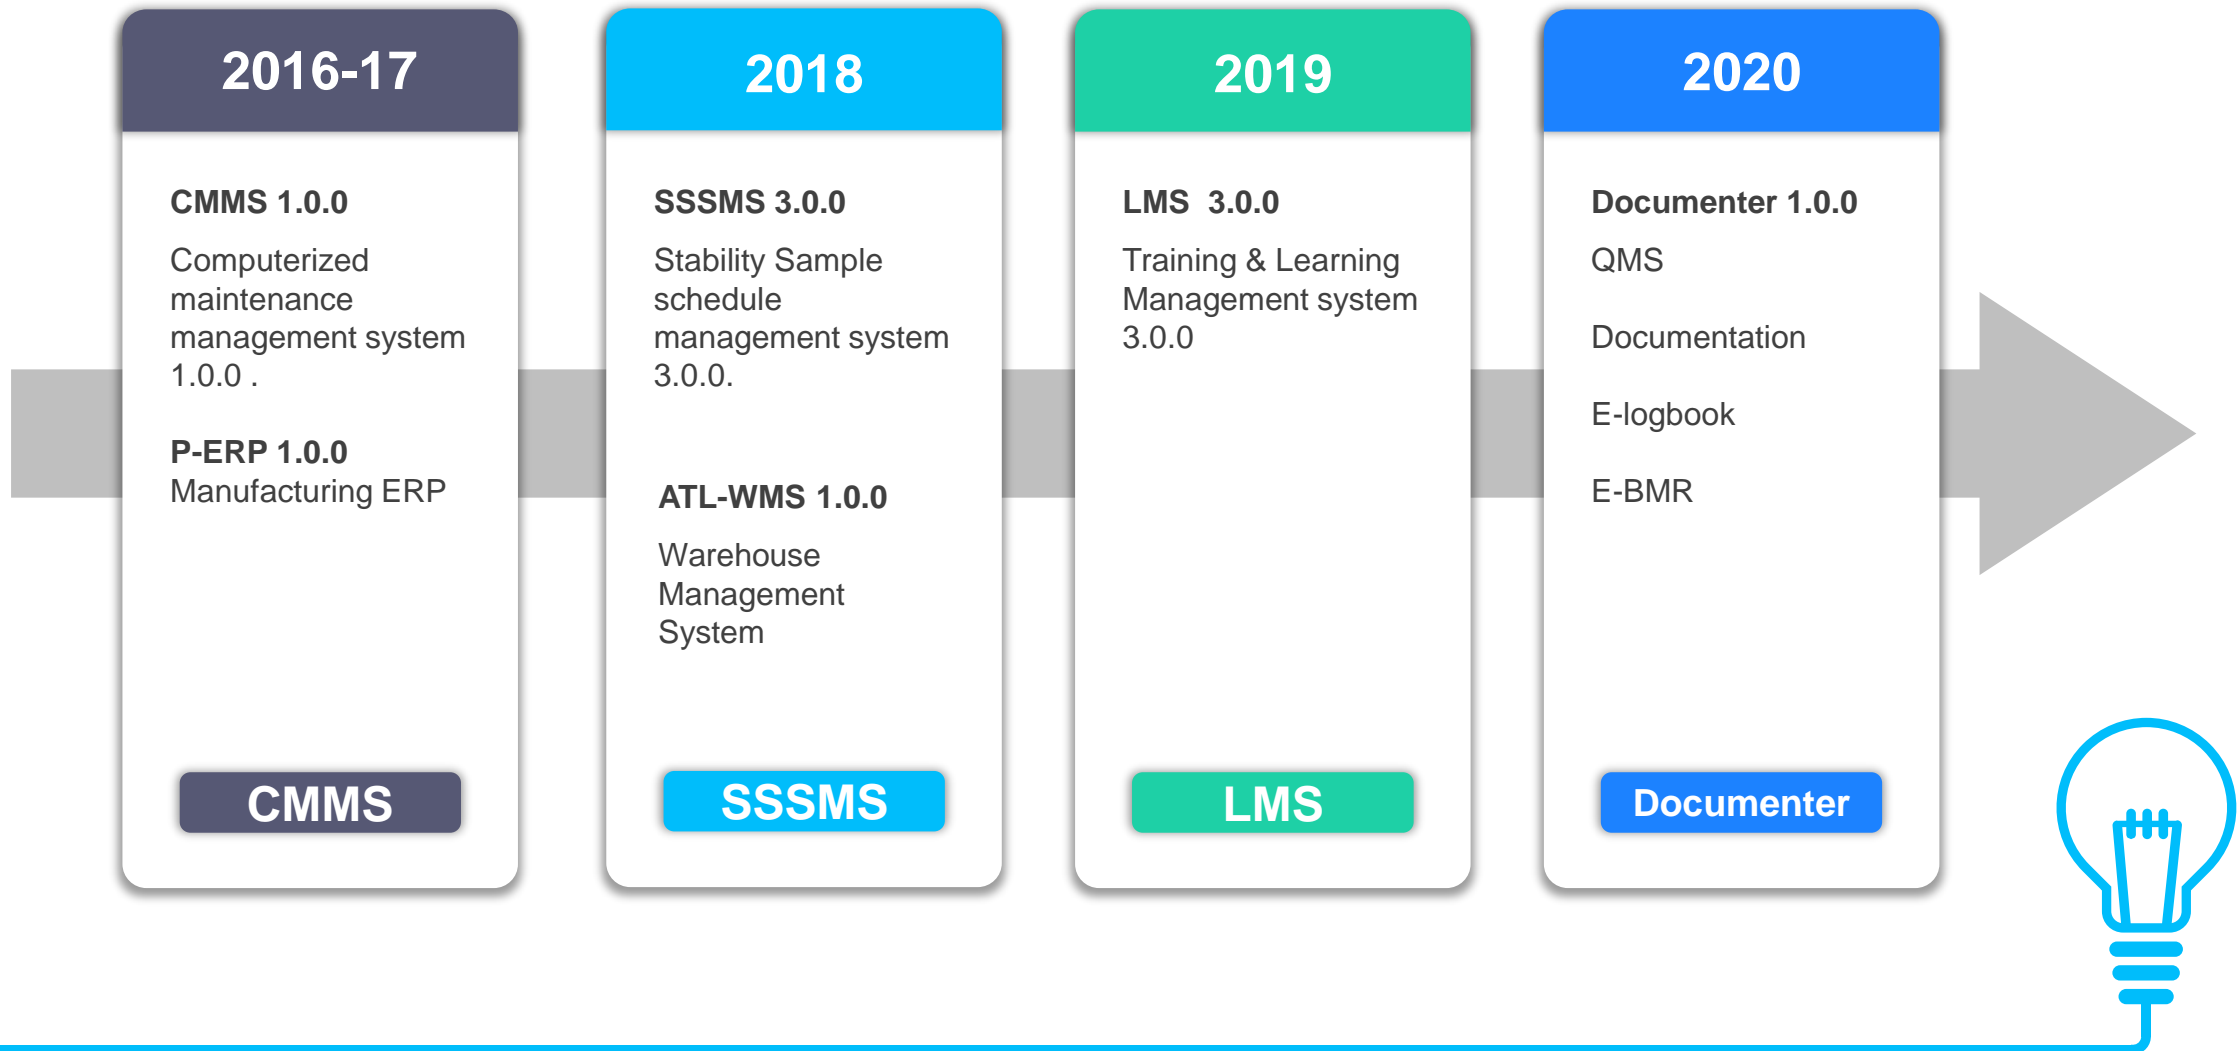 2016-17
CMMS 1.0.0
Computerized
maintenance
management system
1.0.0 .
P-ERP 1.0.0
Manufacturing ERP
CMMS
2018
SSSMS 3.0.0
Stability Sample
schedule
management system
3.0.0.
ATL-WMS 1.0.0
Warehouse
Management
System
SSSMS
2019
LMS  3.0.0
Training & Learning
Management system
3.0.0
LMS
2020
Documenter 1.0.0
QMS
Documentation
E-logbook
E-BMR
Documenter